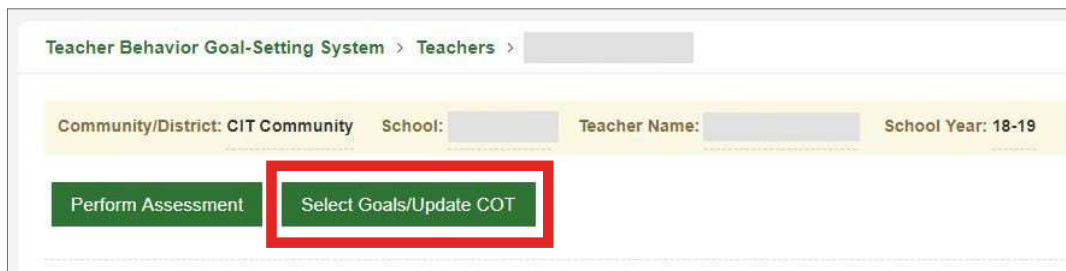 Teacher Behavior Goal-Setting System > Teachers >
Community/District: CIT Community School: Teacher Name: School Year: 18-19
Perform Assessment Select Goals/Update COT